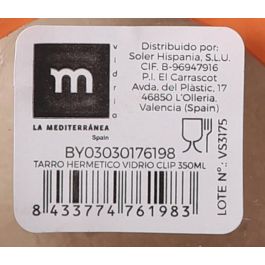 vidrio
m
LA MEDITERRÁNEA
Spain
Distribuido por:
Soler Hispania, S.L.U.
CIF. B-96947916
P.I. El Carrascot
Avda. del Plàstic, 17
46850 L'Olleria.
Valencia (Spain)
BY03030176198
TARRO HERMETICO VIDRIO CLIP 350ML
8 433774 761983
LOTE Nº.: VS3175